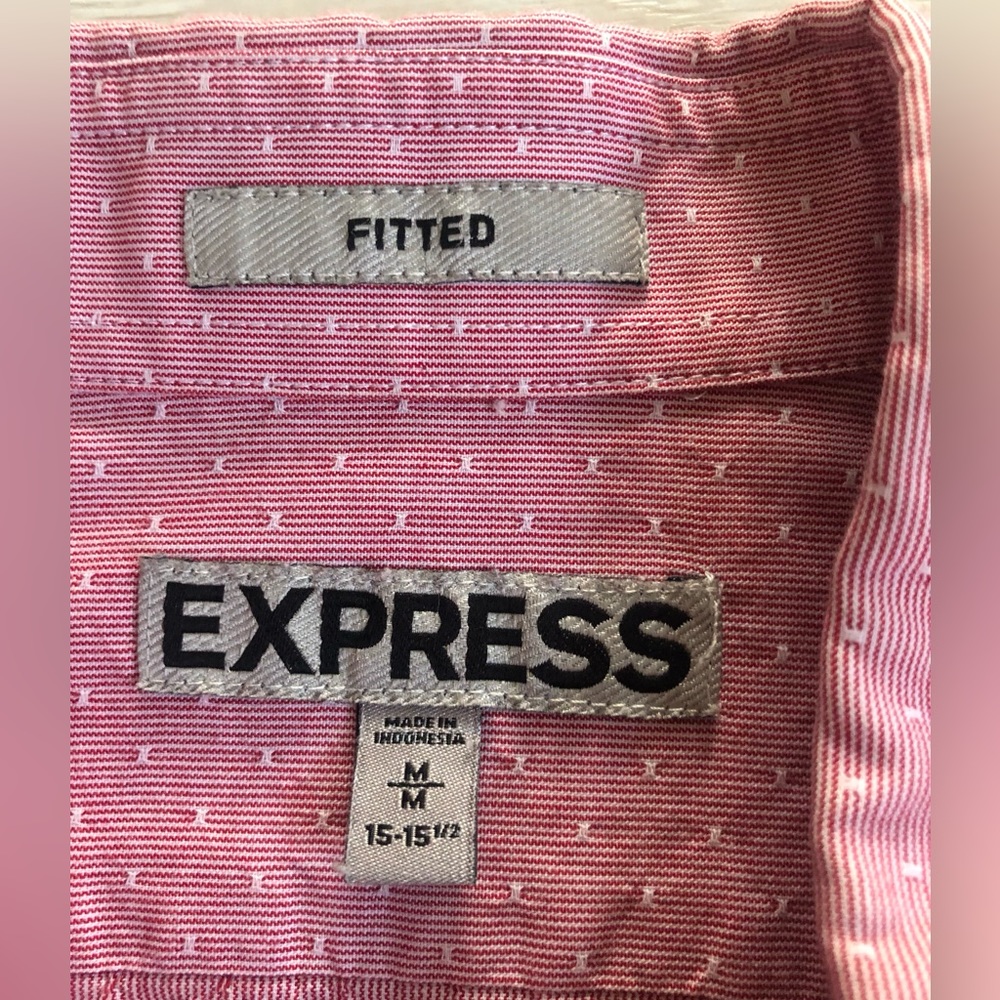 FITTED
EXPRESS
MADE IN
INDONESIA
M
M
15-15 1/2